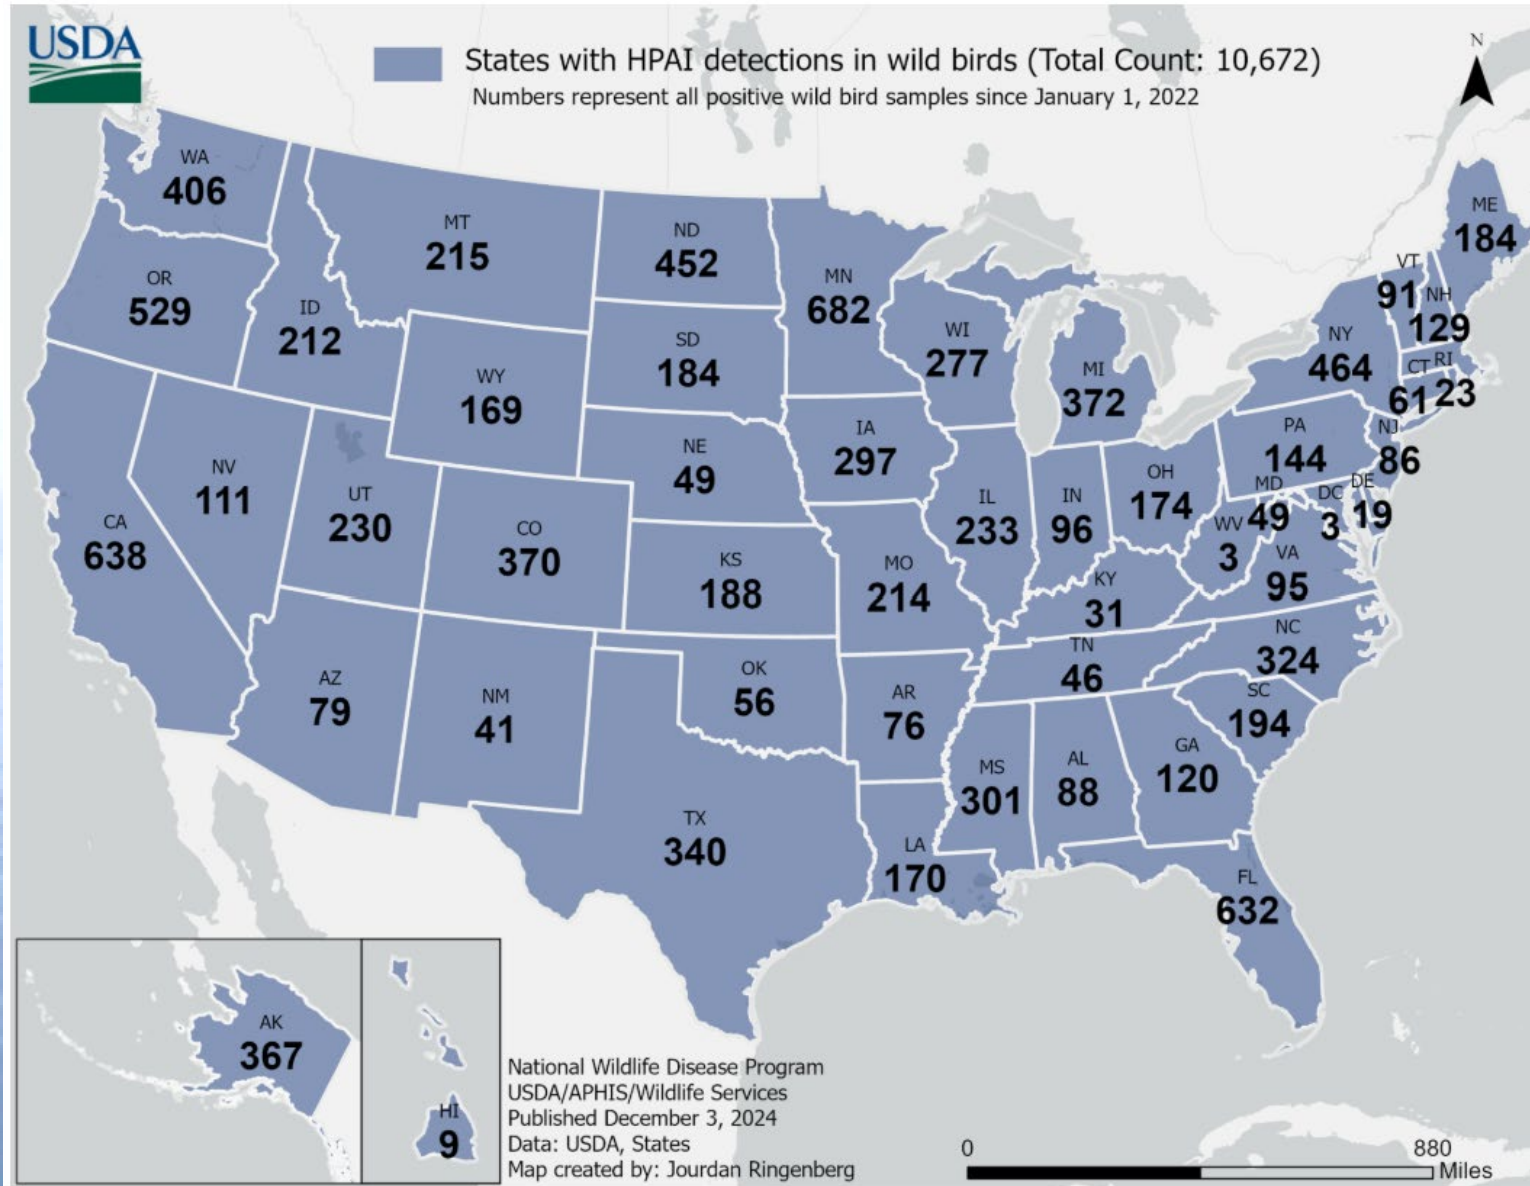 USDA
States with HPAI detections in wild birds (Total Count: 10,672)
Numbers represent all positive wild bird samples since January 1, 2022
N
WA
406
MT
215
ND
452
MN
682
ME
184
VT
91
NH
129
OR
529
ID
212
WI
277
NY
464
SD
184
MI
372
CT
61
RI
23
WY
169
IA
297
PA
144
NJ
86
NE
49
NV
111
UT
230
IL
233
IN
96
OH
174
MD
49
DC
3
DE
19
CA
638
CO
370
WV
3
VA
95
KS
188
MO
214
KY
31
NC
324
TN
46
AZ
79
NM
41
OK
56
AR
76
SC
194
MS
301
AL
88
GA
120
TX
340
LA
170
FL
632
AK
367
HI
9
National Wildlife Disease Program
USDA/APHIS/Wildlife Services
Published December 3, 2024
Data: USDA, States
Map created by: Jourdan Ringenberg
0
880
Miles